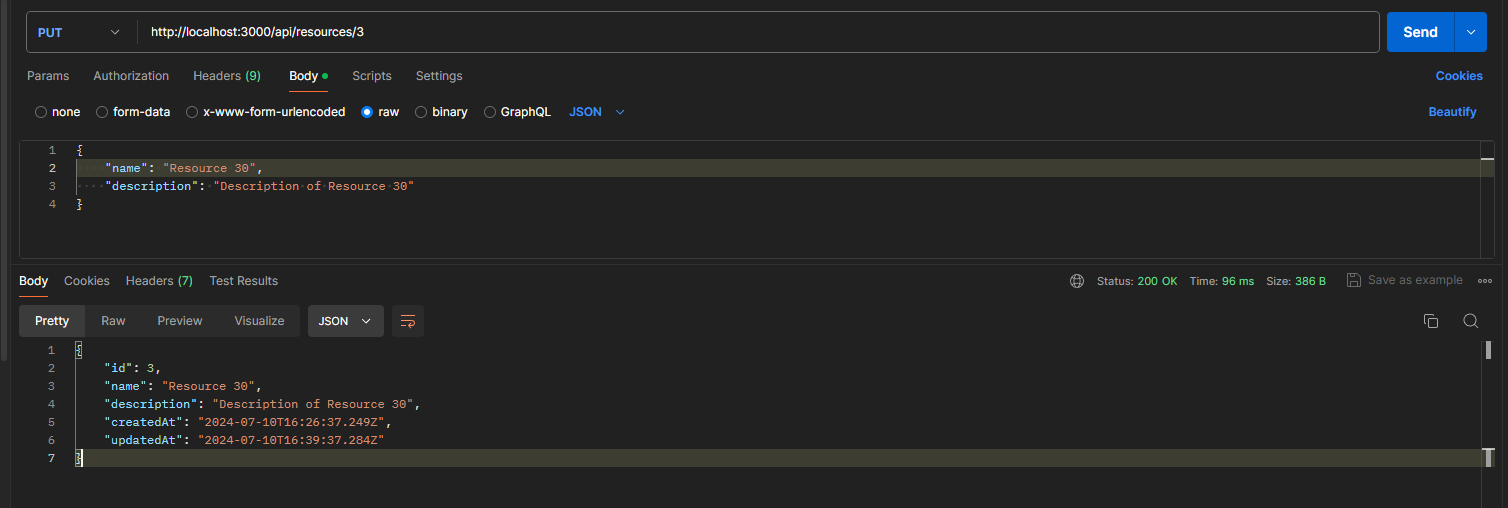 PUT http://localhost:3000/api/resources/3 Send
Params Authorization Headers (9) Body Scripts Settings Cookies
none form-data x-www-form-urlencoded raw binary GraphQL JSON Beautify
1 {
2 "name": "Resource 30",
3 "description": "Description of Resource 30"
4 }
Body Cookies Headers (7) Test Results Status: 200 OK Time: 96 ms Size: 386 B Save as example
Pretty Raw Preview Visualize JSON
1 {
2 "id": 3,
3 "name": "Resource 30",
4 "description": "Description of Resource 30",
5 "createdAt": "2024-07-10T16:26:37.249Z",
6 "updatedAt": "2024-07-10T16:39:37.284Z"
7 }